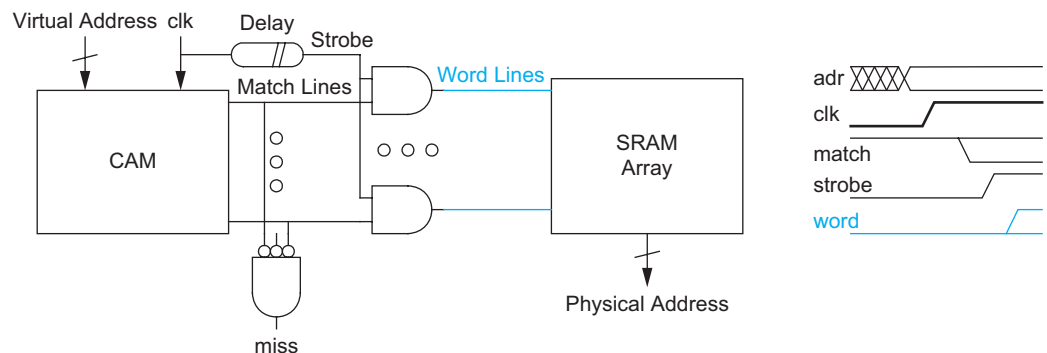 Virtual Address clk
Delay
Strobe
Match Lines
Word Lines
CAM
SRAM
Array
Physical Address
miss
adr
clk
match
strobe
word